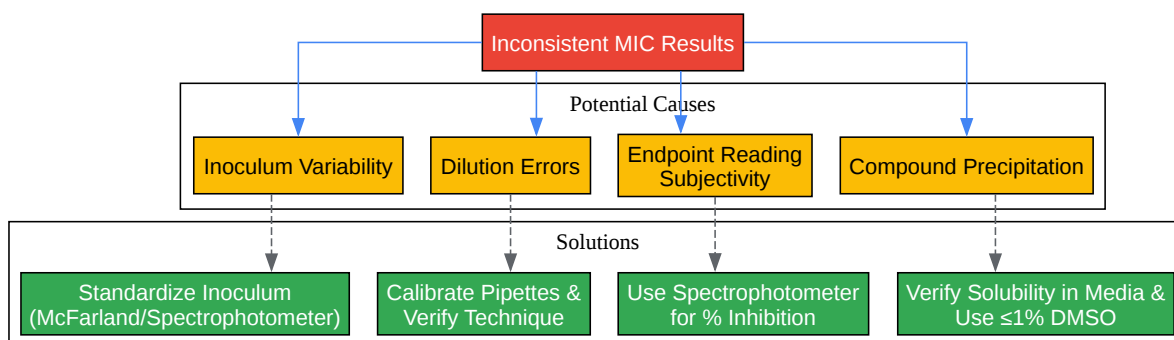 Inconsistent MIC Results
Potential Causes
Inoculum Variability
Dilution Errors
Endpoint Reading
Subjectivity
Compound Precipitation
Solutions
Standardize Inoculum
(McFarland/Spectrophotometer)
Calibrate Pipettes &
Verify Technique
Use Spectrophotometer
for % Inhibition
Verify Solubility in Media &
Use ≤1% DMSO